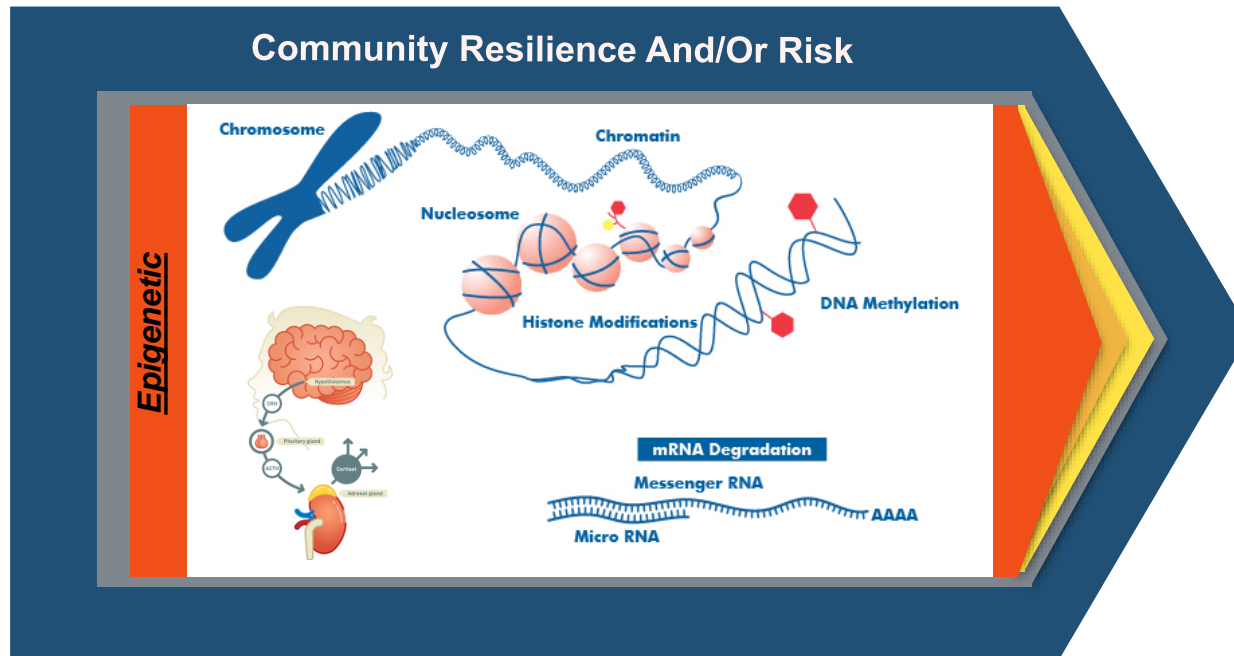 Community Resilience And/Or Risk
Epigenetic
Chromosome
Chromatin
Nucleosome
Histone Modifications
DNA Methylation
Hypothalamus
CRH
Pituitary gland
ACTH
Cortisol
Adrenal gland
mRNA Degradation
Messenger RNA
AAAA
Micro RNA